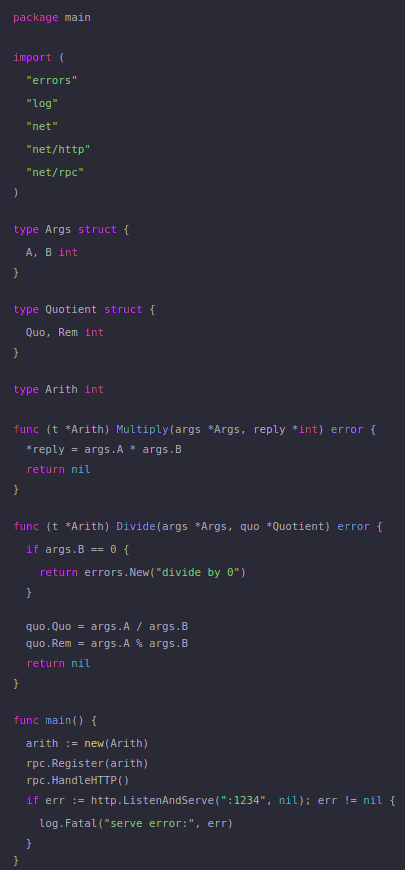 package main
import (
"errors"
"log"
"net"
"net/http"
"net/rpc"
)
type Args struct {
A, B int
}
type Quotient struct {
Quo, Rem int
}
type Arith int
func (t *Arith) Multiply(args *Args, reply *int) error {
*reply = args.A * args.B
return nil
}
func (t *Arith) Divide(args *Args, quo *Quotient) error {
if args.B == 0 {
return errors.New("divide by 0")
}
quo.Quo = args.A / args.B
quo.Rem = args.A % args.B
return nil
}
func main() {
arith := new(Arith)
rpc.Register(arith)
rpc.HandleHTTP()
if err := http.ListenAndServe(":1234", nil); err != nil {
log.Fatal("serve error:", err)
}
}